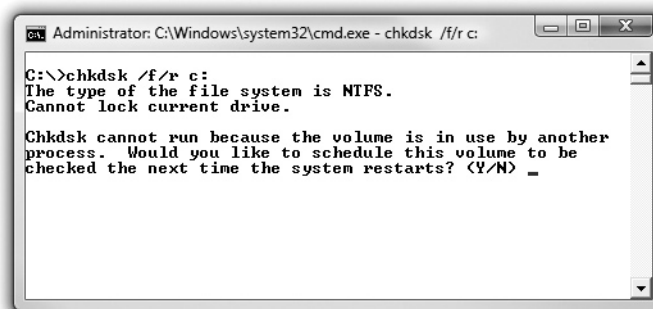 Administrator: C:\Windows\system32\cmd.exe - chkdsk /f/r c:
C:\>chkdsk /f/r c:
The type of the file system is NTFS.
Cannot lock current drive.
Chkdsk cannot run because the volume is in use by another
process.  Would you like to schedule this volume to be
checked the next time the system restarts? (Y/N) _